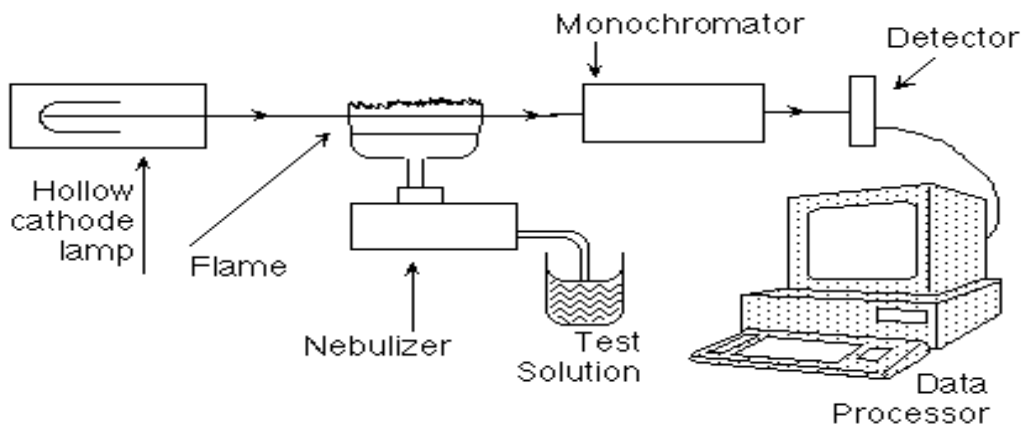 Monochromator
Detector
Hollow
cathode
lamp
Flame
Nebulizer
Test
Solution
Data
Processor